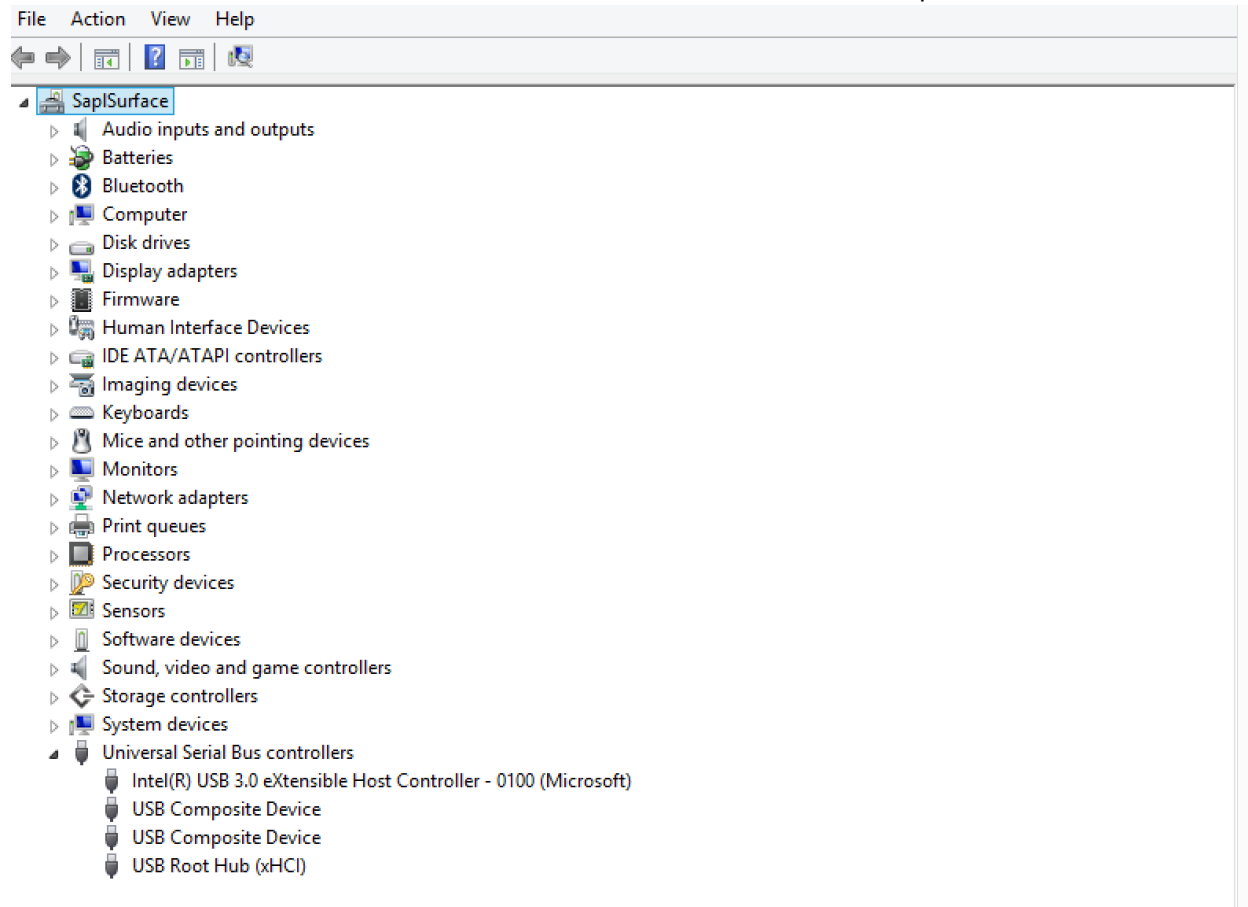 File Action View Help
SaplSurface
Audio inputs and outputs
Batteries
Bluetooth
Computer
Disk drives
Display adapters
Firmware
Human Interface Devices
IDE ATA/ATAPI controllers
Imaging devices
Keyboards
Mice and other pointing devices
Monitors
Network adapters
Print queues
Processors
Security devices
Sensors
Software devices
Sound, video and game controllers
Storage controllers
System devices
Universal Serial Bus controllers
Intel(R) USB 3.0 eXtensible Host Controller - 0100 (Microsoft)
USB Composite Device
USB Composite Device
USB Root Hub (xHCI)